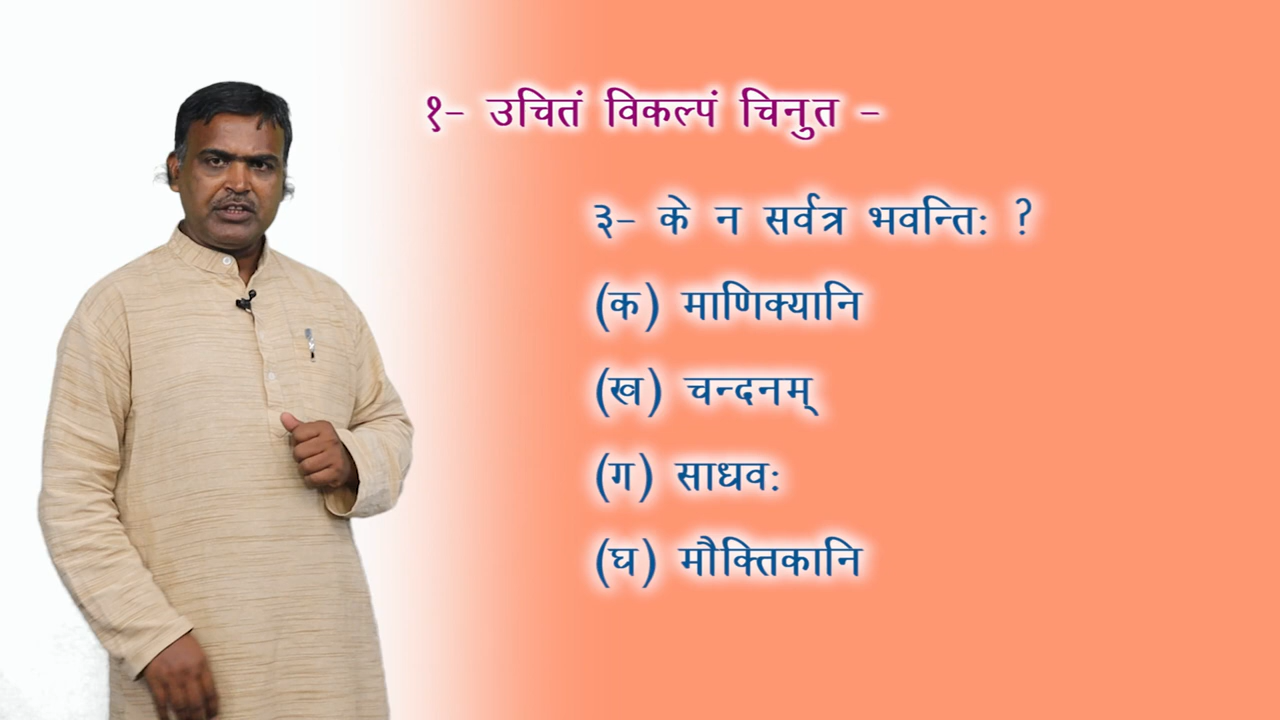 १- उचितं विकल्पं चिनुत -
३- के न सर्वत्र भवन्तिः ?
(क) माणिक्यानि
(ख) चन्दनम्
(ग) साधवः
(घ) मौक्तिकानि